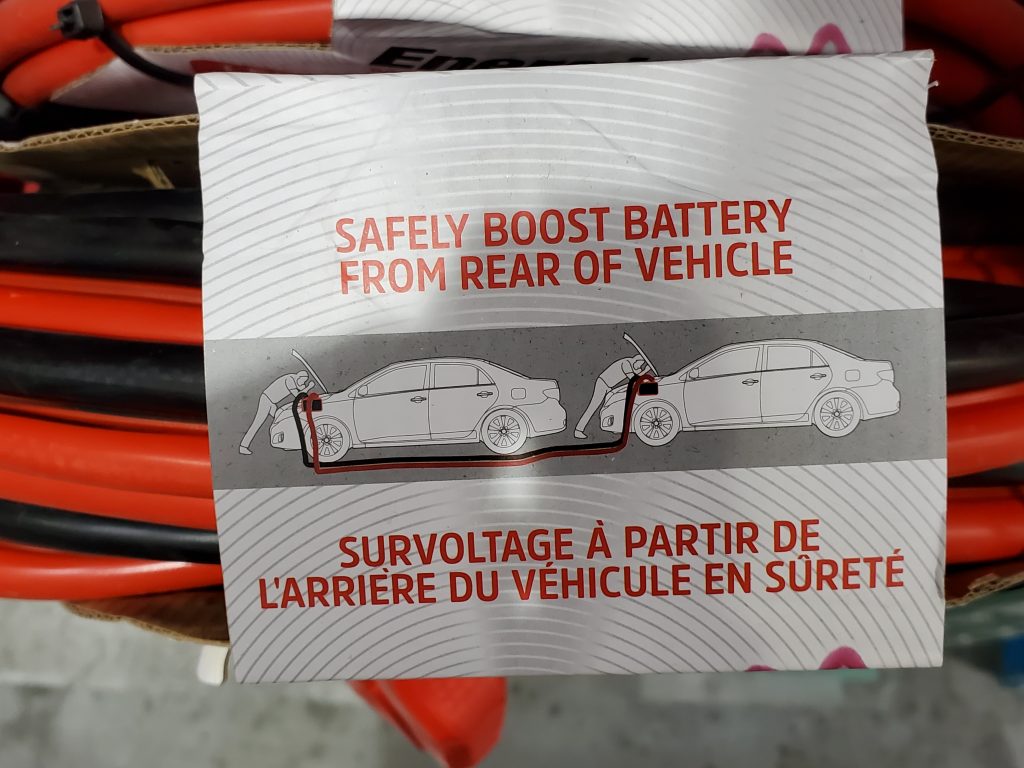 SAFELY BOOST BATTERY
FROM REAR OF VEHICLE
SURVOLTAGE À PARTIR DE
L'ARRIÈRE DU VÉHICULE EN SÛRETÉ